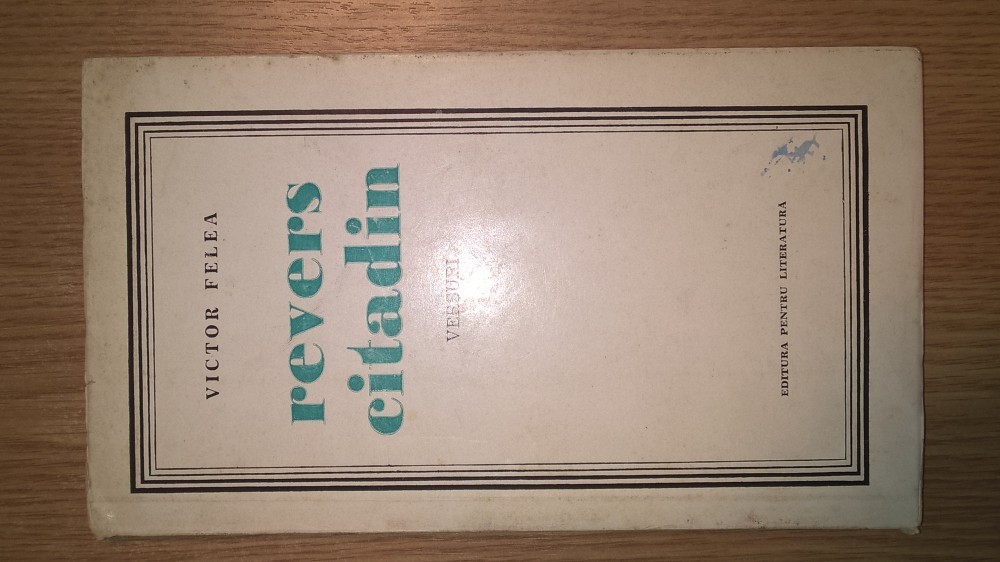 VICTOR FELEA
revers
citadin
VERSURI
EDITURA PENTRU LITERATURA